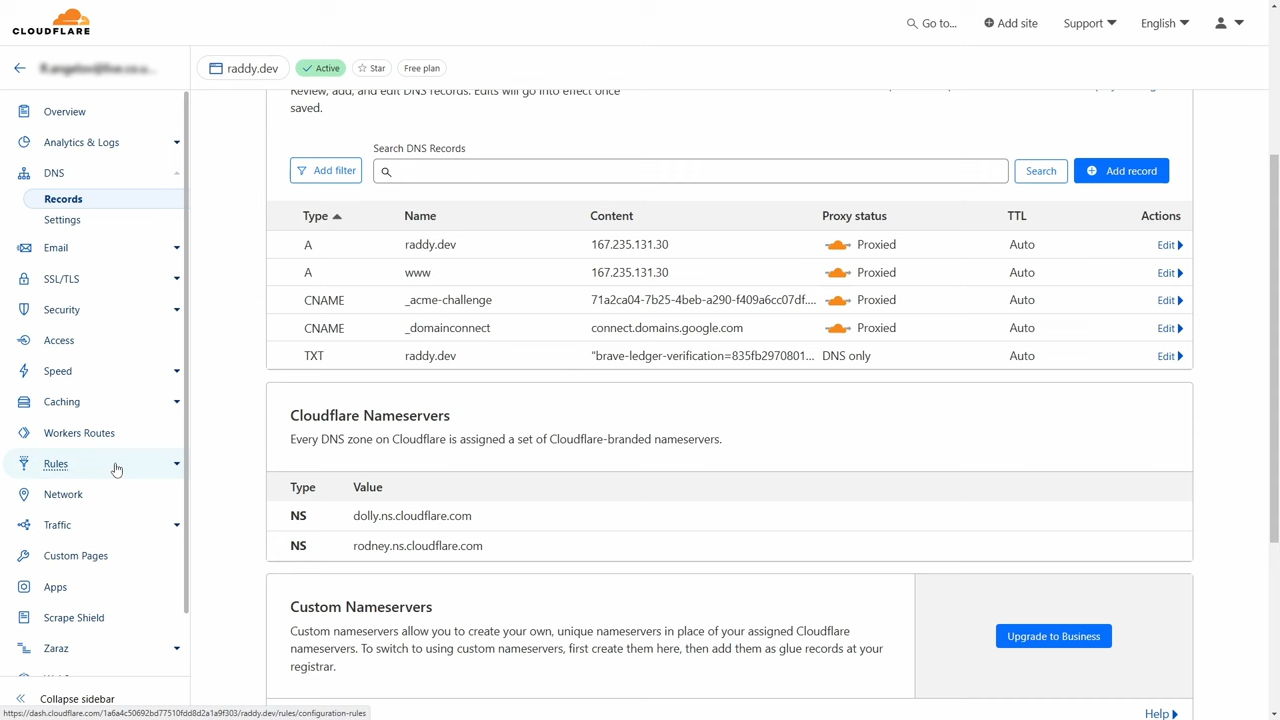 CLOUDFLARE
Go to...
Add site
Support
English
raddy.dev
Active
Star
Free plan
Overview
Analytics & Logs
DNS
Records
Settings
Email
SSL/TLS
Security
Access
Speed
Caching
Workers Routes
Rules
Network
Traffic
Custom Pages
Apps
Scrape Shield
Zaraz
Collapse sidebar
https://dash.cloudflare.com/1a6a4c50692bd77510fdd8d2a1a9f303/raddy.dev/rules/configuration-rules
Review, add, and edit DNS records. Edits will go into effect once
saved.
Search DNS Records
Add filter
Search
Add record
Type Name Content Proxy status TTL Actions
A raddy.dev 167.235.131.30 Proxied Auto Edit
A www 167.235.131.30 Proxied Auto Edit
CNAME _acme-challenge 71a2ca04-7b25-4beb-a290-f409a6cc07df.... Proxied Auto Edit
CNAME _domainconnect connect.domains.google.com Proxied Auto Edit
TXT raddy.dev "brave-ledger-verification=835fb2970801... DNS only Auto Edit
Cloudflare Nameservers
Every DNS zone on Cloudflare is assigned a set of Cloudflare-branded nameservers.
Type Value
NS dolly.ns.cloudflare.com
NS rodney.ns.cloudflare.com
Custom Nameservers
Custom nameservers allow you to create your own, unique nameservers in place of your assigned Cloudflare
nameservers. To switch to using custom nameservers, first create them here, then add them as glue records at your
registrar.
Upgrade to Business
Help